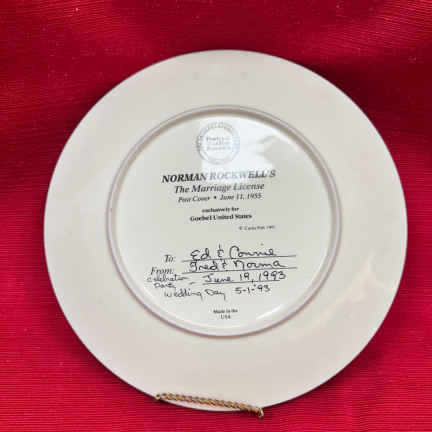 NORMAN ROCKWELL'S
The Marriage License
Post Cover • June 11, 1955
exclusively for
Goebel United States
To: Ed & Connie
From: Fred & Norma
Celebration Party – June 19, 1993
Wedding Day 5-1-'93
Made in the
USA